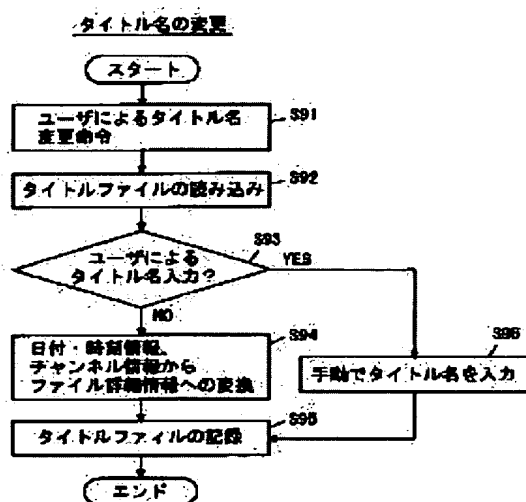 タイトル名の変更
スタート
ユーザによるタイトル名
変更命令
S91
タイトルファイルの読み込み
S92
ユーザによる
タイトル名入力?
S93
YES
NO
日付・時刻情報、
チャンネル情報から
ファイル詳細情報への変換
S94
手動でタイトル名を入力
S96
タイトルファイルの記録
S95
エンド